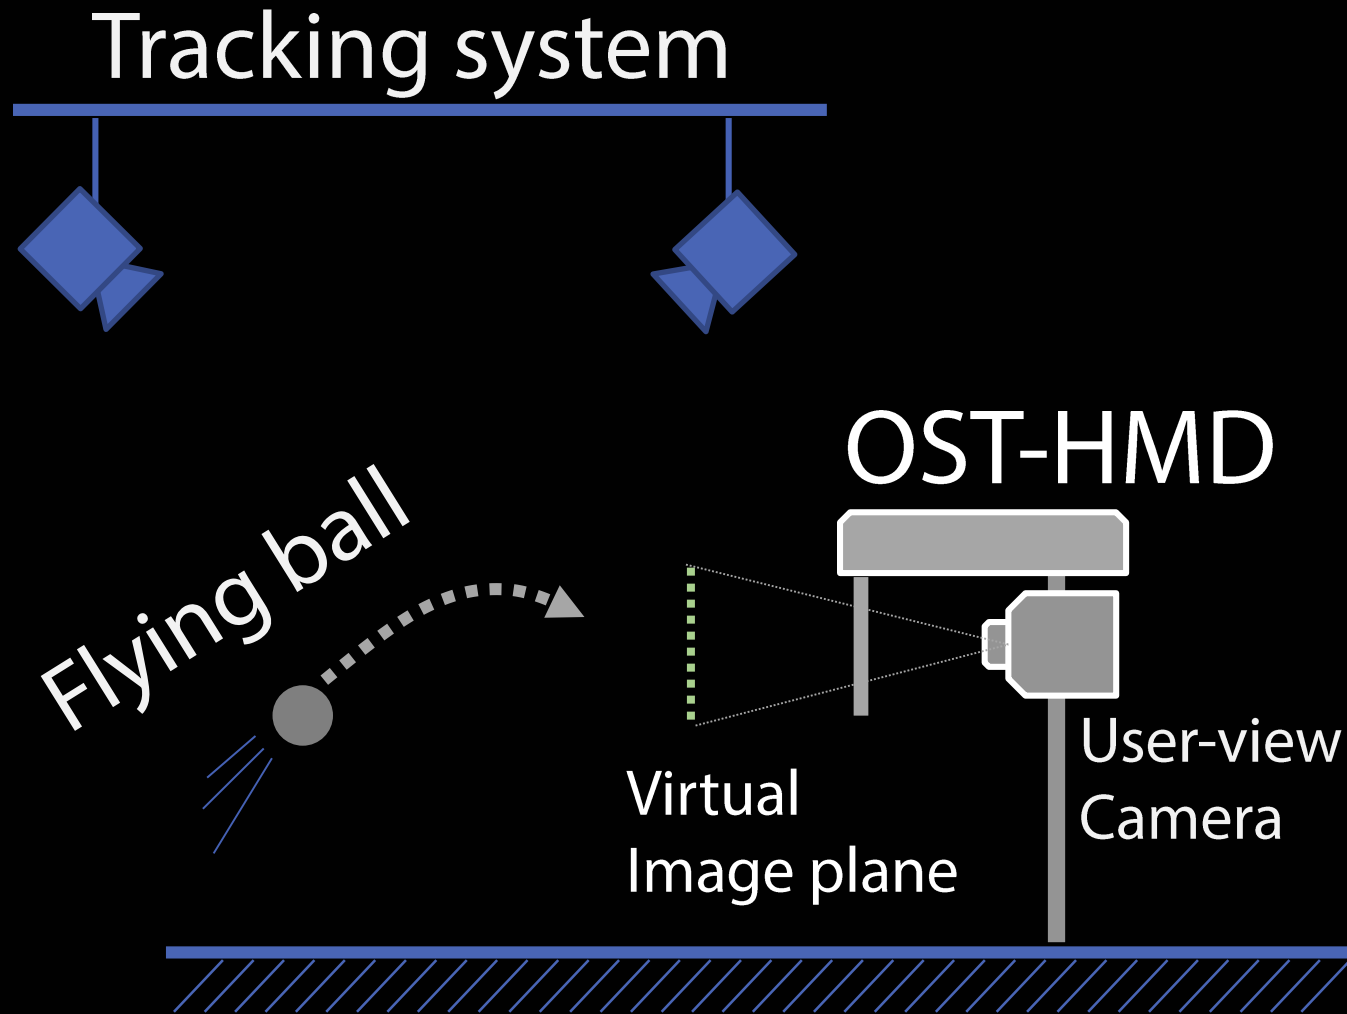 Tracking system
OST-HMD
Flying ball
User-view
Camera
Virtual
Image plane